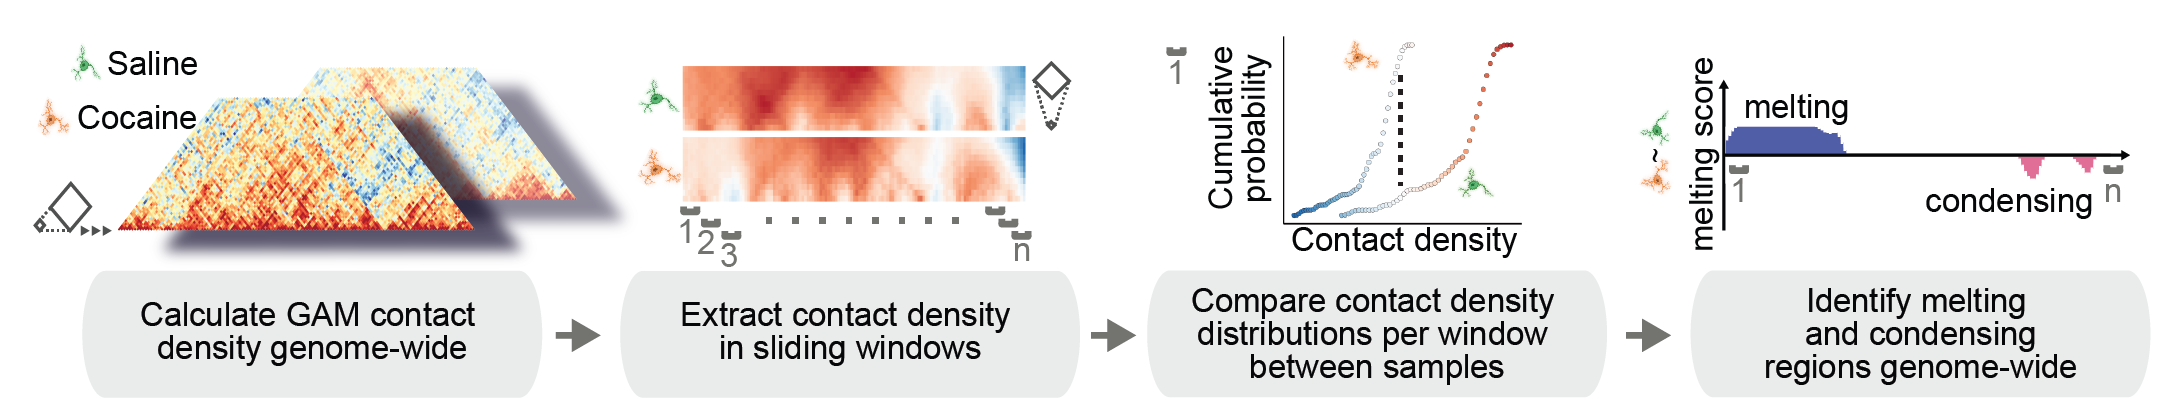 Saline
Cocaine
1
2
3
n
1
Cumulative
probability
Contact density
melting score
melting
condensing
~
1
n
Calculate GAM contact
density genome-wide
Extract contact density
in sliding windows
Compare contact density
distributions per window
between samples
Identify melting
and condensing
regions genome-wide